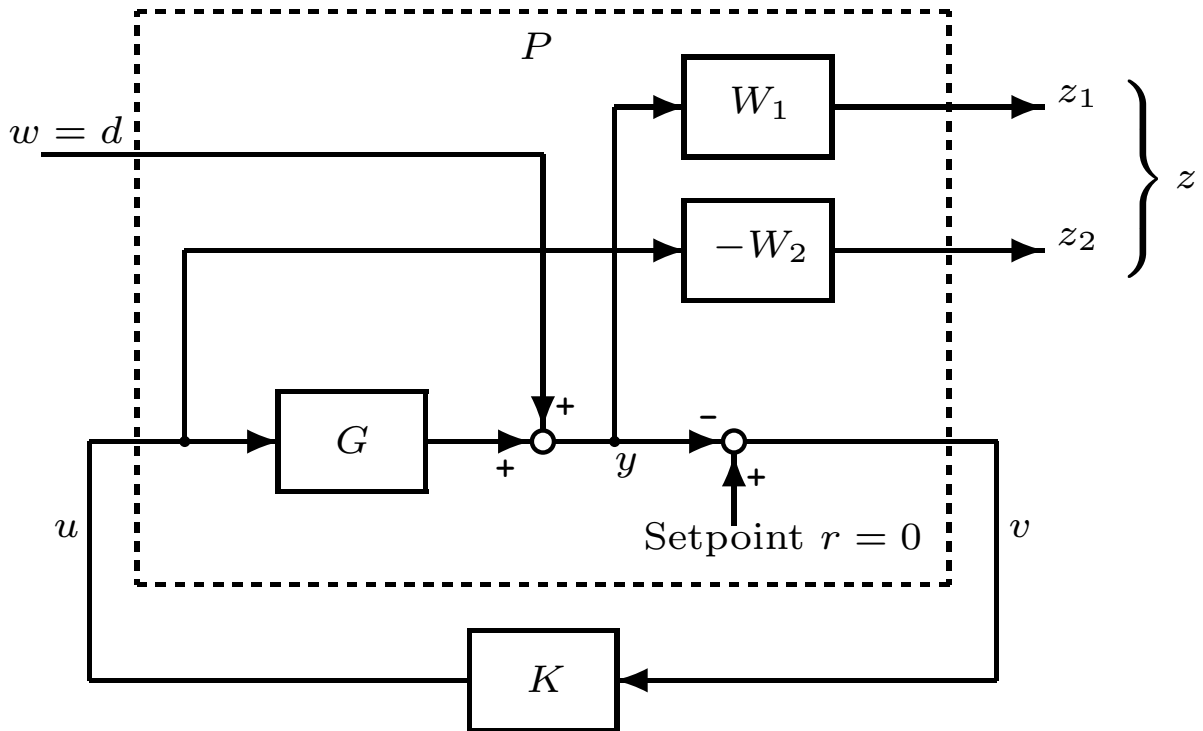 P
W₁
z₁
w = d
z
−W₂
z₂
+
G
−
+
y
+
u
Setpoint r = 0
v
K